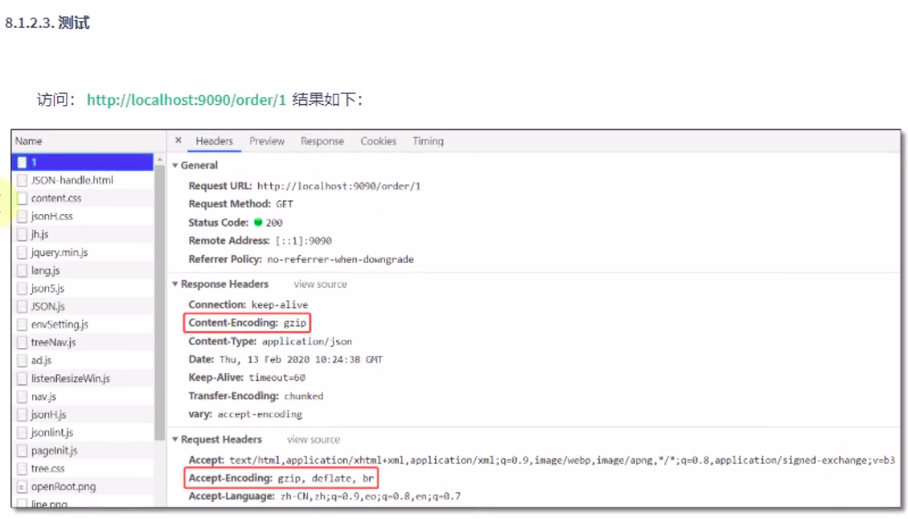 8.1.2.3. 测试
访问： http://localhost:9090/order/1 结果如下：
Name
1
JSON-handle.html
content.css
jsonH.css
jh.js
jquery.min.js
lang.js
json5.js
JSON.js
envSetting.js
treeNav.js
ad.js
listenResizeWin.js
nav.js
jsonH.js
jsonlint.js
pageInit.js
tree.css
openRoot.png
line.png
× Headers Preview Response Cookies Timing
▼ General
Request URL: http://localhost:9090/order/1
Request Method: GET
Status Code: 200
Remote Address: [::1]:9090
Referrer Policy: no-referrer-when-downgrade
▼ Response Headers view source
Connection: keep-alive
Content-Encoding: gzip
Content-Type: application/json
Date: Thu, 13 Feb 2020 10:24:38 GMT
Keep-Alive: timeout=60
Transfer-Encoding: chunked
vary: accept-encoding
▼ Request Headers view source
Accept: text/html,application/xhtml+xml,application/xml;q=0.9,image/webp,image/apng,*/*;q=0.8,application/signed-exchange;v=b3
Accept-Encoding: gzip, deflate, br
Accept-Language: zh-CN,zh;q=0.9,eo;q=0.8,en;q=0.7